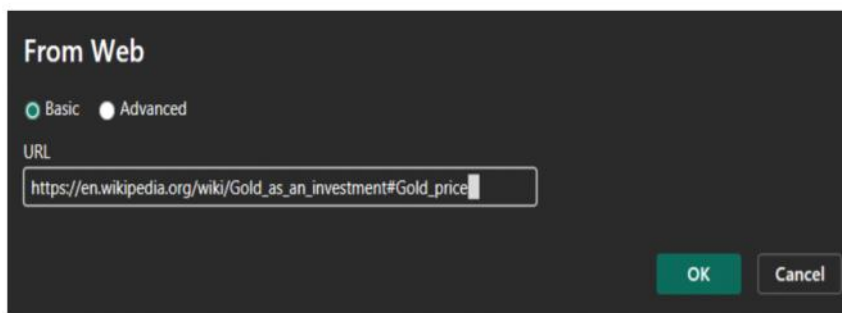 From Web
Basic Advanced
URL
https://en.wikipedia.org/wiki/Gold_as_an_investment#Gold_price
OK Cancel